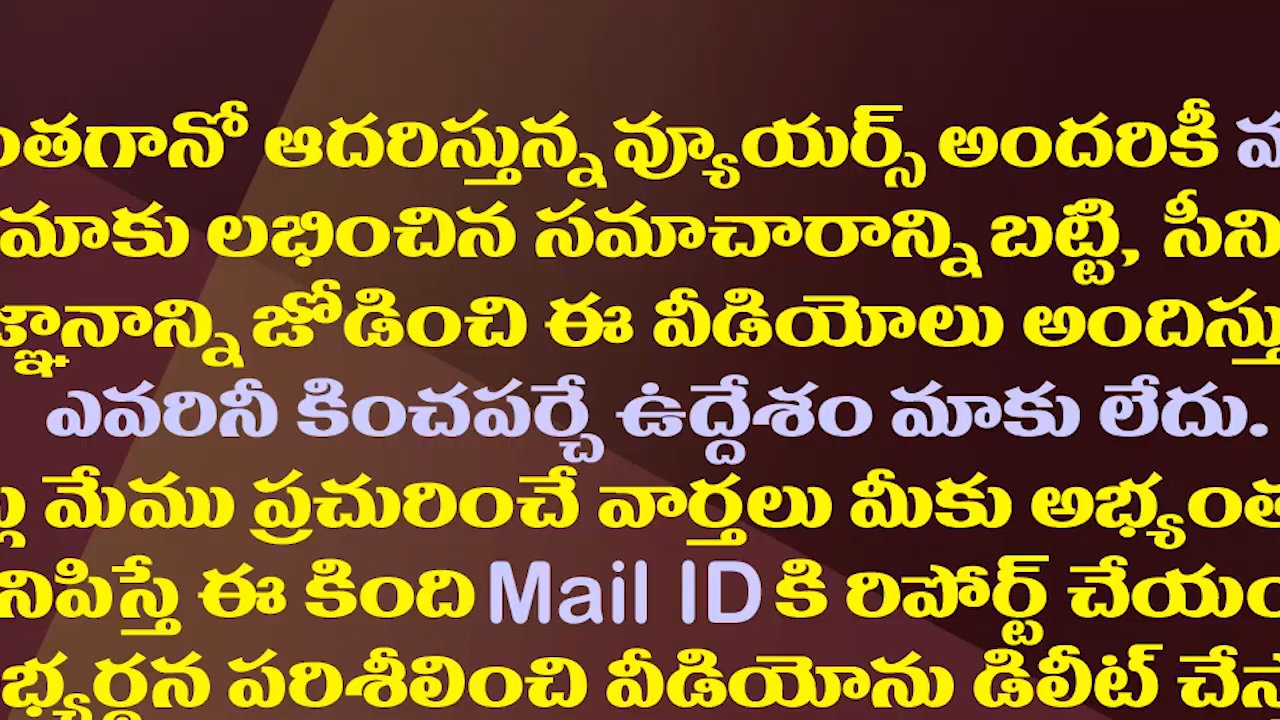 ంతగానో ఆదరిస్తున్న వ్యూయర్స్ అందరికీ
మాకు లభించిన సమాచారాన్ని బట్టి, సీని
జ్ఞానాన్ని జోడించి ఈ వీడియోలు అందిస్తు
ఎవరినీ కించపర్చే ఉద్దేశం మాకు లేదు.
మేము ప్రచురించే వార్తలు మీకు అభ్యంత
నిపిస్తే ఈ కింది Mail ID కి రిపోర్ట్ చేయం
భ్యర్థన పరిశీలించి వీడియోను డిలీట్ చేస